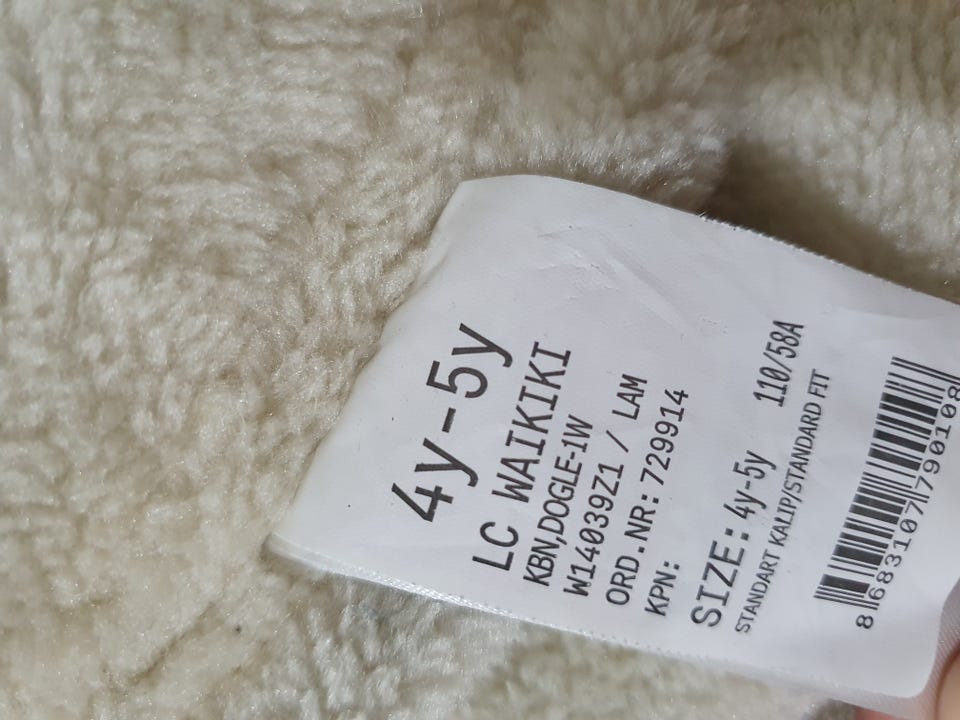 4y-5y
LC WAIKIKI
KBN,DOGLE-1W
W14039Z1 / LAM
ORD.NR: 729914
KPN:
SIZE: 4y-5y 110/58A
STANDART KALIP/STANDARD FIT
8683107790108